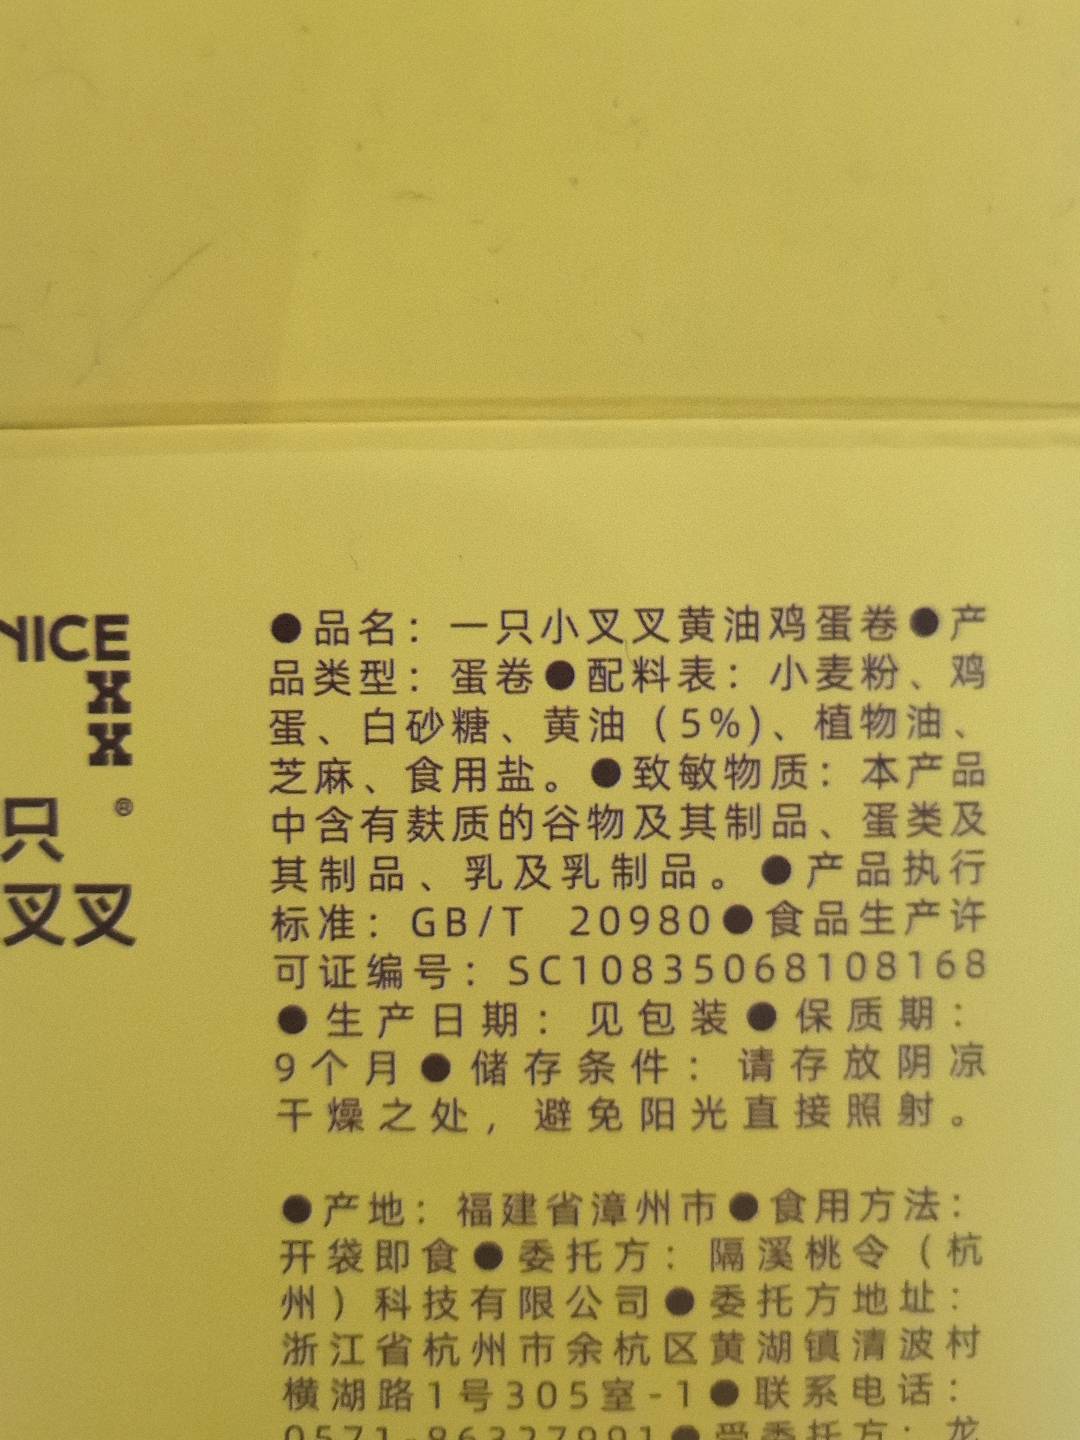 NICE
X
X
只®
叉叉
●品名：一只小叉叉黄油鸡蛋卷●产
品类型：蛋卷●配料表：小麦粉、鸡
蛋、白砂糖、黄油（5%）、植物油、
芝麻、食用盐。●致敏物质：本产品
中含有麸质的谷物及其制品、蛋类及
其制品、乳及乳制品。●产品执行
标准：GB/T 20980●食品生产许
可证编号：SC10835068108168
●生产日期：见包装●保质期：
9个月●储存条件：请存放阴凉
干燥之处，避免阳光直接照射。
●产地：福建省漳州市●食用方法：
开袋即食●委托方：隔溪桃令（杭
州）科技有限公司●委托方地址：
浙江省杭州市余杭区黄湖镇清波村
横湖路1号305室-1●联系电话：
0571-86327991●受委托方：龙